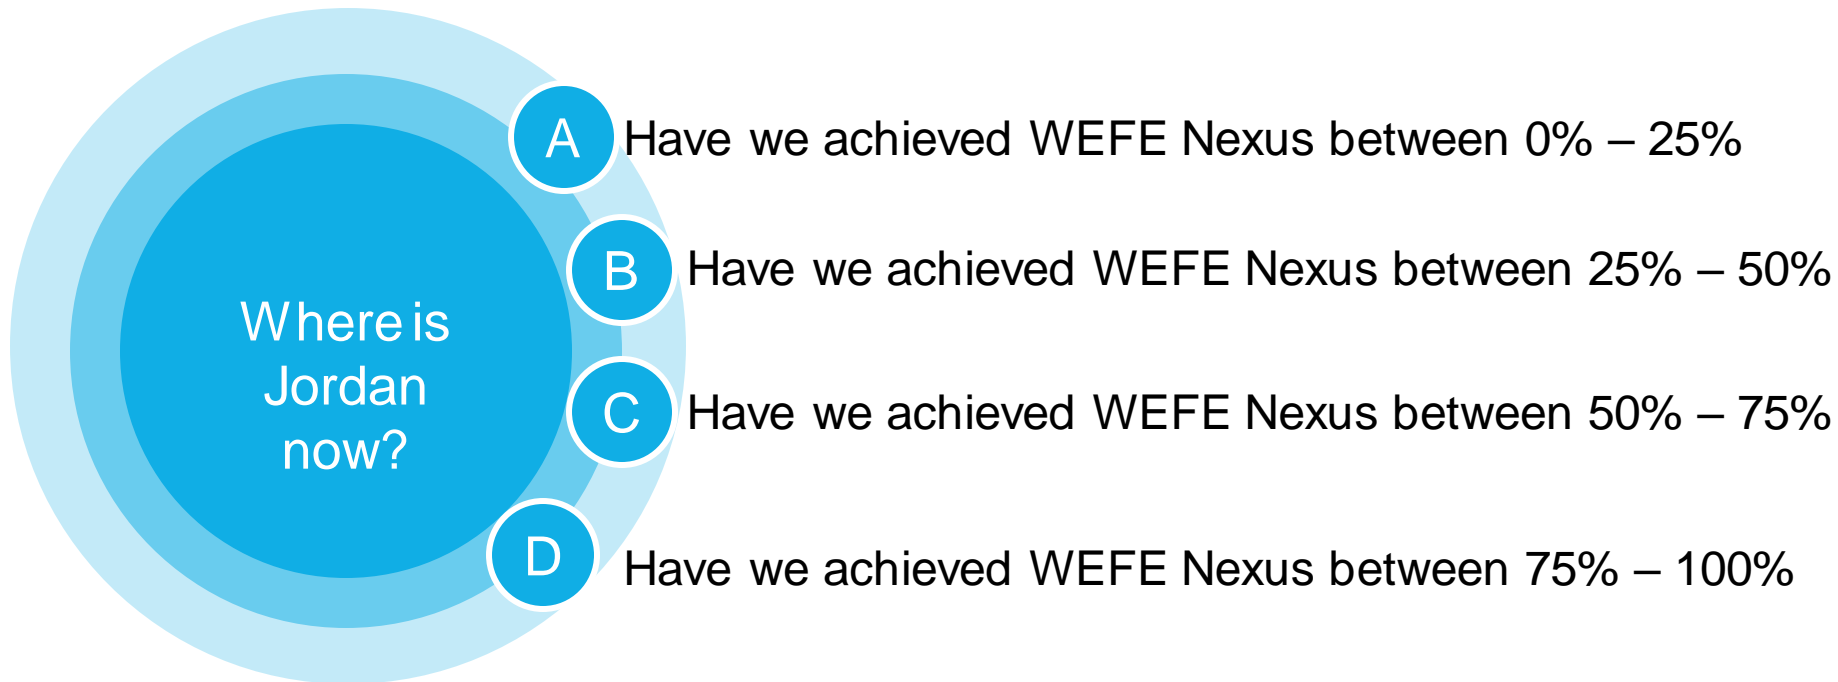 A Have we achieved WEFE Nexus between 0% – 25%
B Have we achieved WEFE Nexus between 25% – 50%
Where is
Jordan
now?
C Have we achieved WEFE Nexus between 50% – 75%
D Have we achieved WEFE Nexus between 75% – 100%